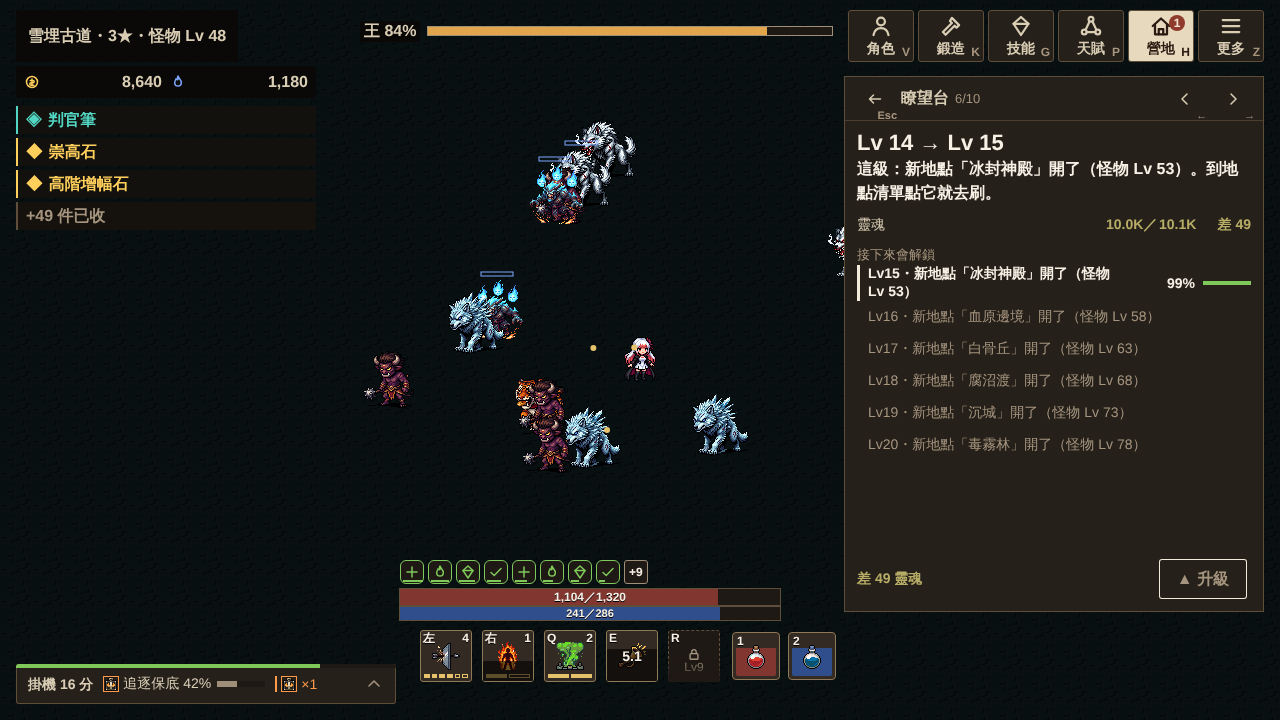 雪埋古道・3★・怪物 Lv 48
8,640 1,180
判官筆
崇高石
高階增幅石
+49 件已收
王 84%
角色 V
鍛造 K
技能 G
天賦 P
營地 H 1
更多 Z
瞭望台 6/10
Esc ← →
Lv 14 → Lv 15
這級：新地點「冰封神殿」開了（怪物 Lv 53）。到地
點清單點它就去刷。
靈魂 10.0K／10.1K 差 49
接下來會解鎖
Lv15・新地點「冰封神殿」開了（怪物
Lv 53） 99%
Lv16・新地點「血原邊境」開了（怪物 Lv 58）
Lv17・新地點「白骨丘」開了（怪物 Lv 63）
Lv18・新地點「腐沼渡」開了（怪物 Lv 68）
Lv19・新地點「沉城」開了（怪物 Lv 73）
Lv20・新地點「毒霧林」開了（怪物 Lv 78）
差 49 靈魂
▲ 升級
+9
1,104／1,320
241／286
左 4
右 1
Q 2
E 5.1
R Lv9
1
2
掛機 16 分 追逐保底 42% ×1